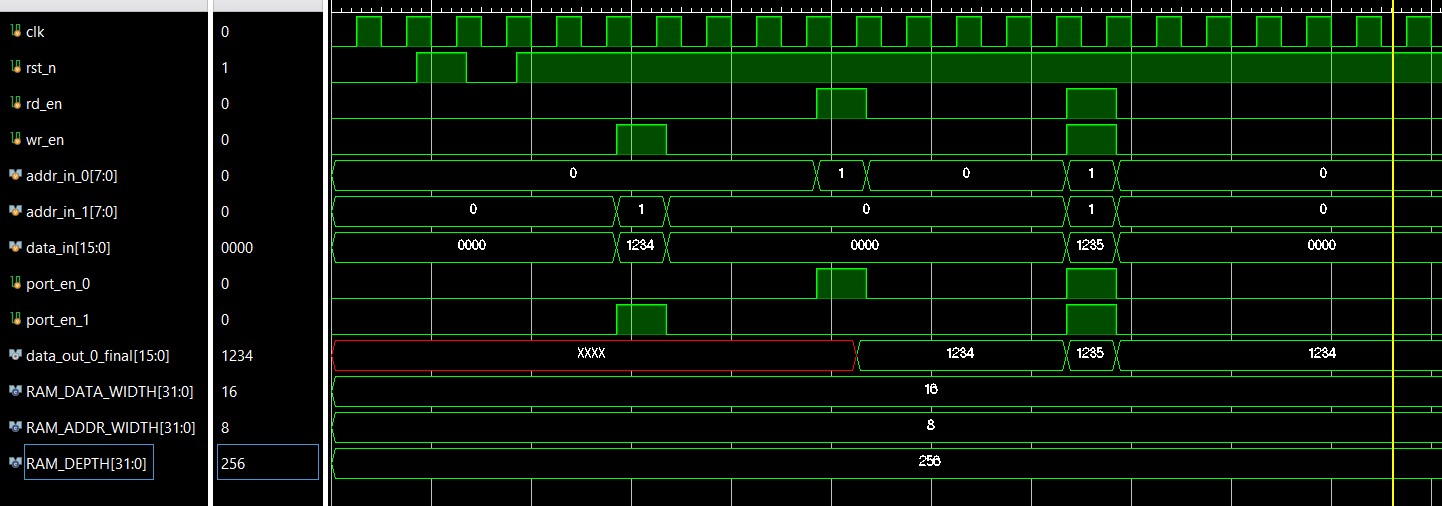 clk 0
rst_n 1
rd_en 0
wr_en 0
addr_in_0[7:0] 0 0 1 0 1 0
addr_in_1[7:0] 0 0 1 0 1 0
data_in[15:0] 0000 0000 1234 0000 1235 0000
port_en_0 0
port_en_1 0
data_out_0_final[15:0] 1234 XXXX 1234 1235 1234
RAM_DATA_WIDTH[31:0] 16 16
RAM_ADDR_WIDTH[31:0] 8 8
RAM_DEPTH[31:0] 256 256